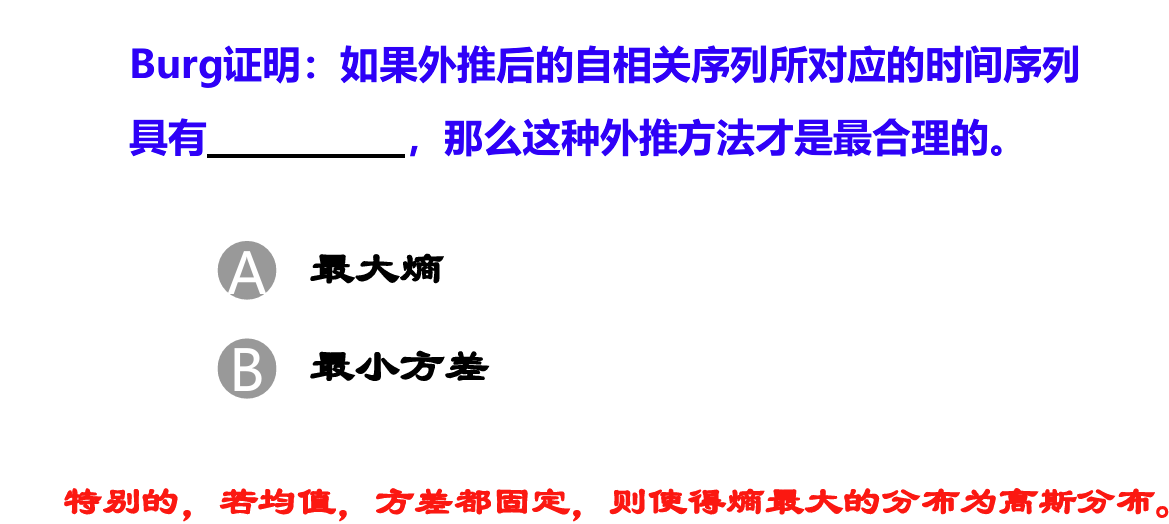 Burg证明：如果外推后的自相关序列所对应的时间序列
具有__________，那么这种外推方法才是最合理的。
A 最大熵
B 最小方差
特别的，若均值，方差都固定，则使得熵最大的分布为高斯分布。